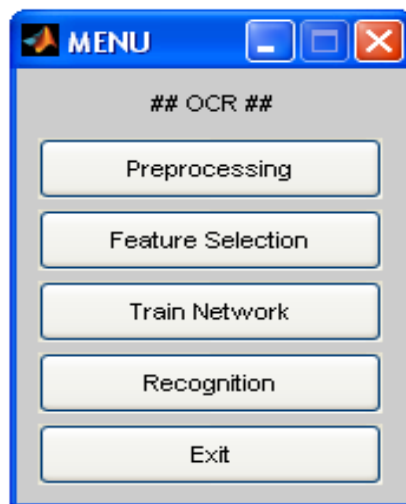 MENU
## OCR ##
Preprocessing
Feature Selection
Train Network
Recognition
Exit